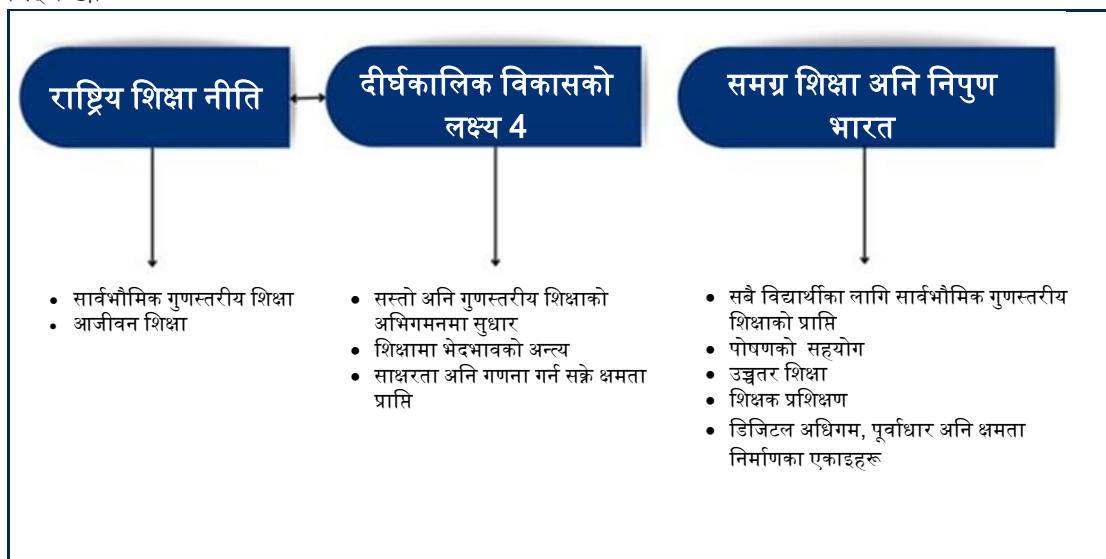 राष्ट्रिय शिक्षा नीति
दीर्घकालिक विकासको
लक्ष्य 4
समग्र शिक्षा अनि निपुण
भारत
• सार्वभौमिक गुणस्तरीय शिक्षा
• आजीवन शिक्षा
• सस्तो अनि गुणस्तरीय शिक्षाको
अभिगमनमा सुधार
• शिक्षामा भेदभावको अन्त्य
• साक्षरता अनि गणना गर्न सक्ने क्षमता
प्राप्ति
• सबै विद्यार्थीका लागि सार्वभौमिक गुणस्तरीय
शिक्षाको प्राप्ति
• पोषणको सहयोग
• उच्चतर शिक्षा
• शिक्षक प्रशिक्षण
• डिजिटल अधिगम, पूर्वाधार अनि क्षमता
निर्माणका एकाइहरू